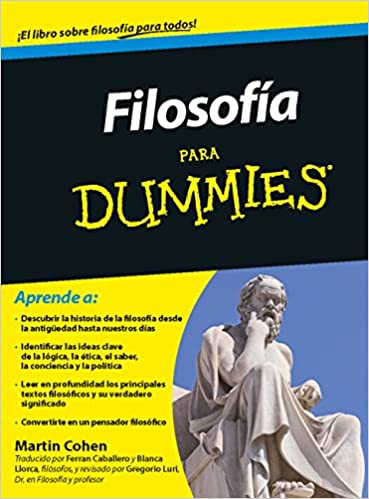 ¡El libro sobre filosofía para todos!
Filosofía
PARA
DUMMIES®
Aprende a:
• Descubrir la historia de la filosofía desde
la antigüedad hasta nuestros días
• Identificar las ideas clave
de la lógica, la ética, el saber,
la conciencia y la política
• Leer en profundidad los principales
textos filosóficos y su verdadero
significado
• Convertirte en un pensador filosófico
Martin Cohen
Traducido por Ferran Caballero y Blanca
Llorca, filósofos, y revisado por Gregorio Luri,
Dr. en Filosofía y profesor